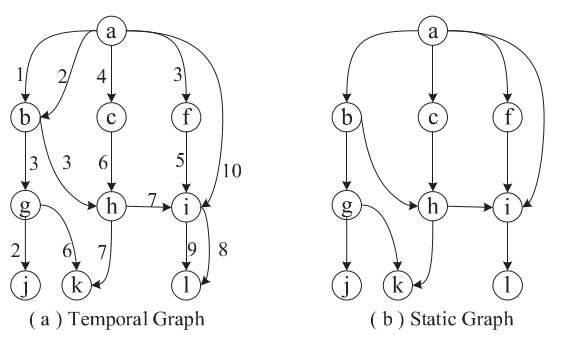 a a
1 2 4 3
b c f b c f
3 3 6 5 10
g h 7 i g h i
2 6 7 9 8
j k l j k l
( a ) Temporal Graph ( b ) Static Graph